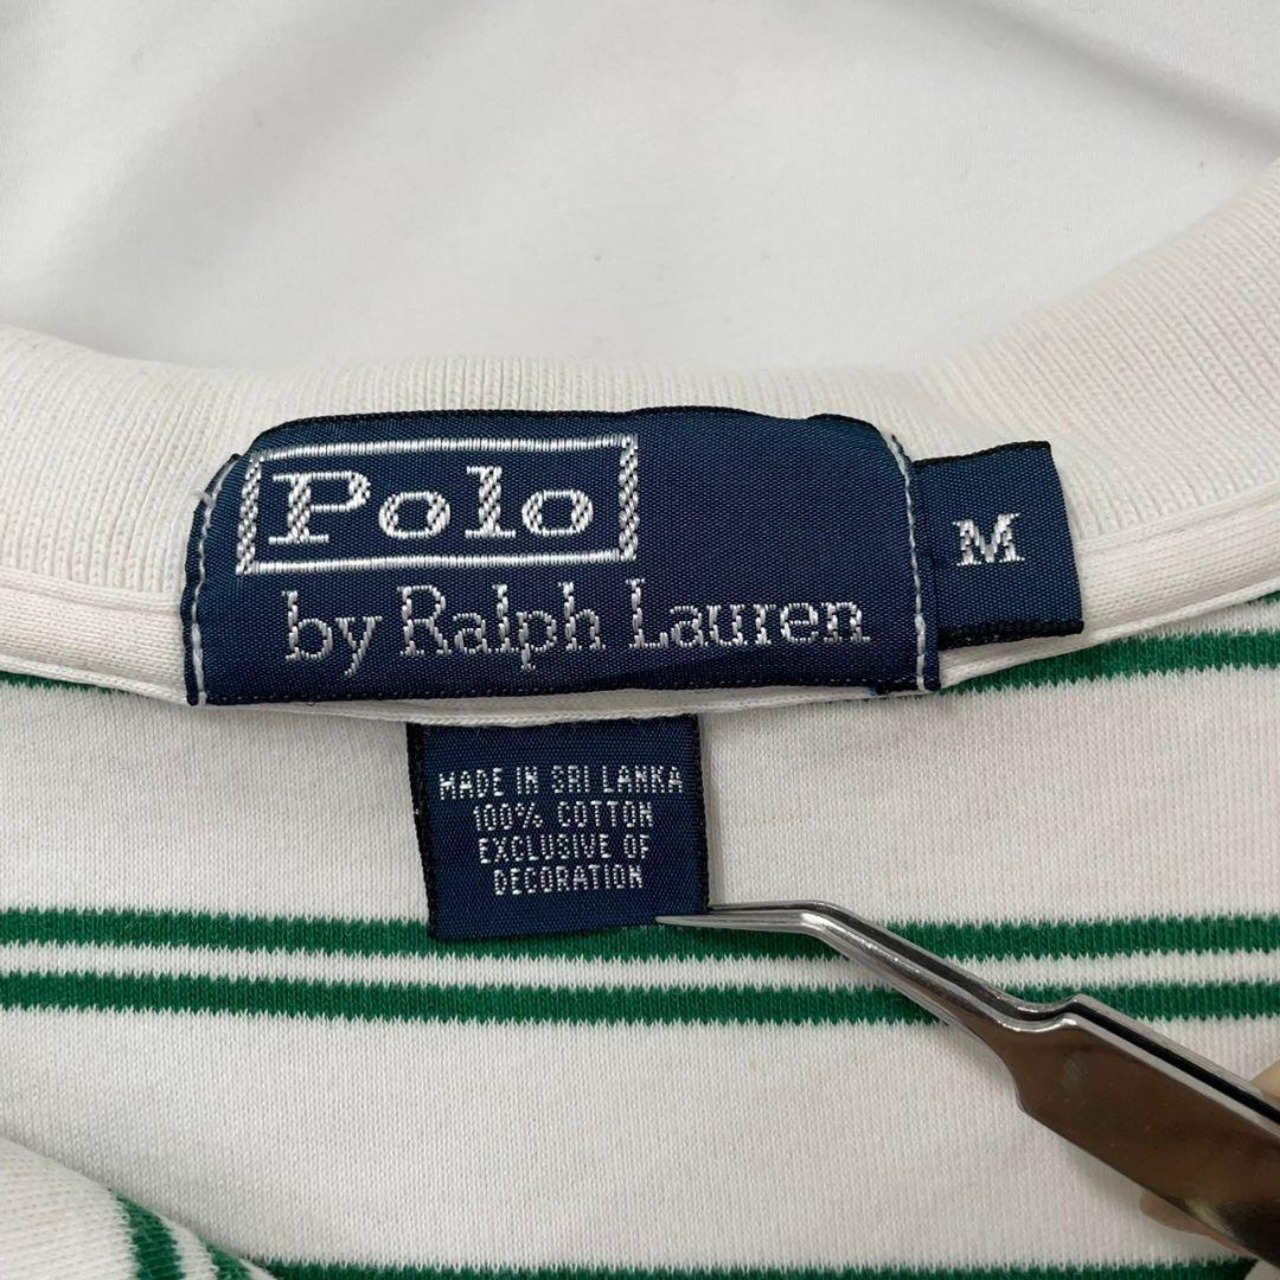 Polo
by Ralph Lauren
M
MADE IN SRI LANKA
100% COTTON
EXCLUSIVE OF
DECORATION